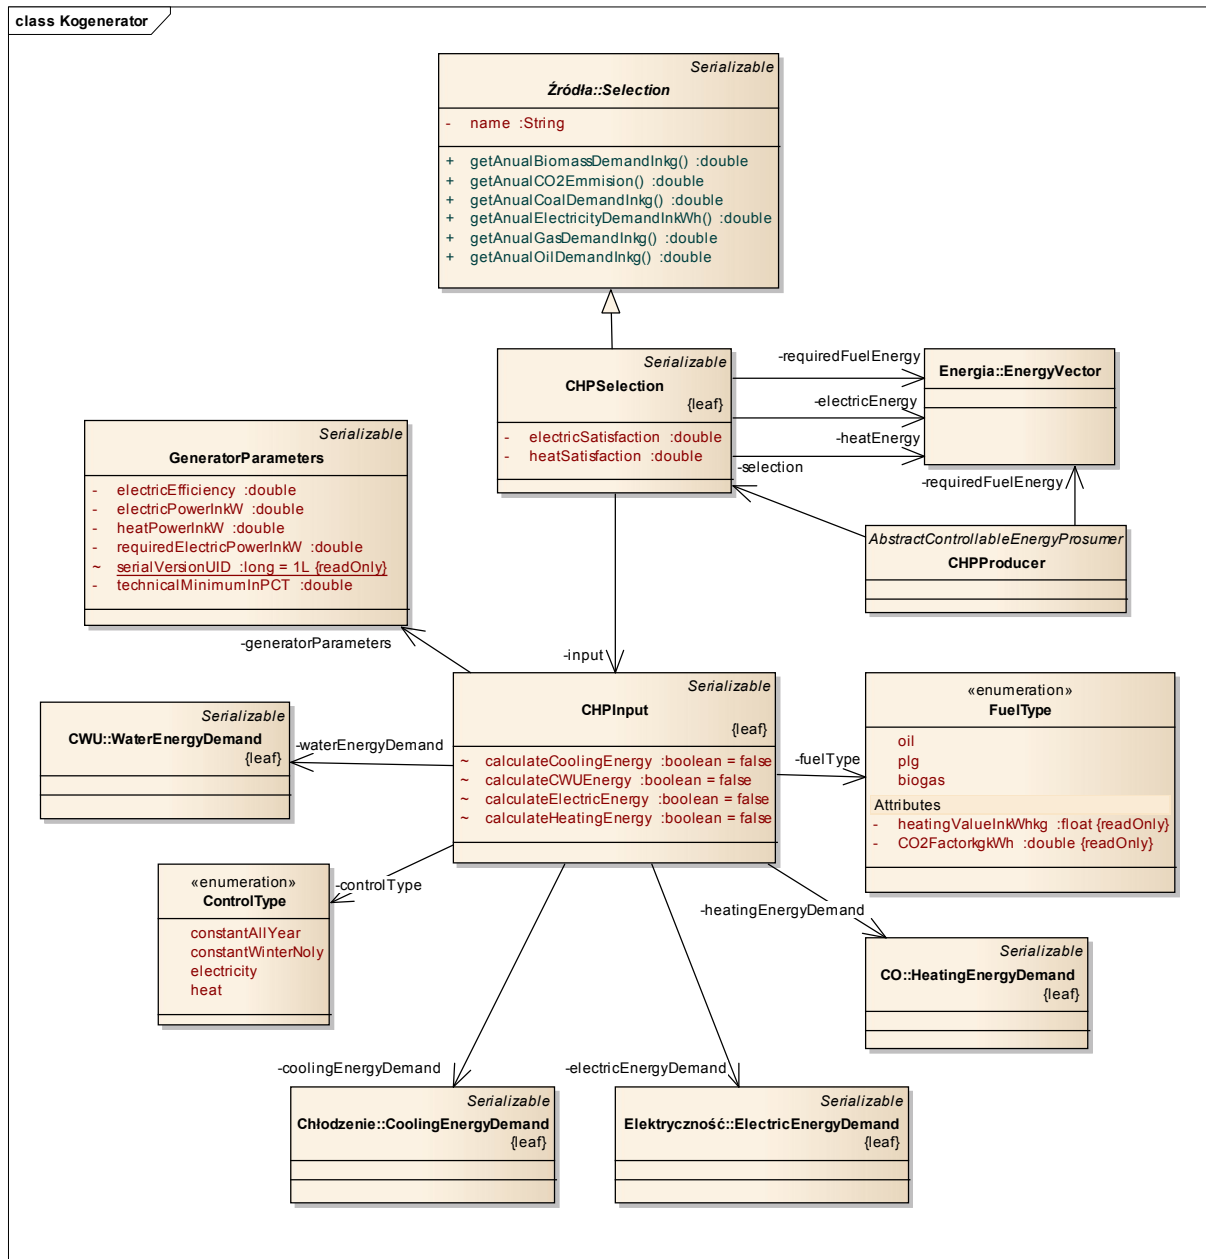 class Kogenerator
Serializable
Źródła::Selection
- name :String
+ getAnualBiomassDemandInkg() :double
+ getAnualCO2Emmision() :double
+ getAnualCoalDemandInkg() :double
+ getAnualElectricityDemandInkWh() :double
+ getAnualGasDemandInkg() :double
+ getAnualOilDemandInkg() :double
Serializable
CHPSelection
{leaf}
- electricSatisfaction :double
- heatSatisfaction :double
-requiredFuelEnergy
-electricEnergy
-heatEnergy
-selection
Energia::EnergyVector
-requiredFuelEnergy
AbstractControllableEnergyProsumer
CHPProducer
Serializable
GeneratorParameters
- electricEfficiency :double
- electricPowerInkW :double
- heatPowerInkW :double
- requiredElectricPowerInkW :double
~ serialVersionUID :long = 1L {readOnly}
- technicalMinimumInPCT :double
-generatorParameters
-input
Serializable
CHPInput
{leaf}
~ calculateCoolingEnergy :boolean = false
~ calculateCWUEnergy :boolean = false
~ calculateElectricEnergy :boolean = false
~ calculateHeatingEnergy :boolean = false
Serializable
CWU::WaterEnergyDemand
{leaf}
-waterEnergyDemand
-fuelType
«enumeration»
FuelType
oil
plg
biogas
Attributes
- heatingValueInkWhkg :float {readOnly}
- CO2FactorkgkWh :double {readOnly}
«enumeration»
ControlType
constantAllYear
constantWinterNoly
electricity
heat
-controlType
-heatingEnergyDemand
Serializable
CO::HeatingEnergyDemand
{leaf}
-coolingEnergyDemand
-electricEnergyDemand
Serializable
Chłodzenie::CoolingEnergyDemand
{leaf}
Serializable
Elektryczność::ElectricEnergyDemand
{leaf}